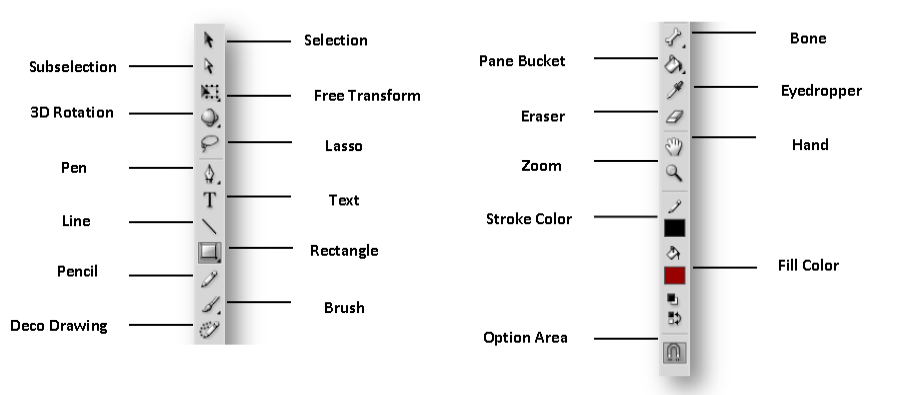 Selection
Subselection
Free Transform
3D Rotation
Lasso
Pen
Text
Line
Rectangle
Pencil
Brush
Deco Drawing
Bone
Pane Bucket
Eyedropper
Eraser
Hand
Zoom
Stroke Color
Fill Color
Option Area